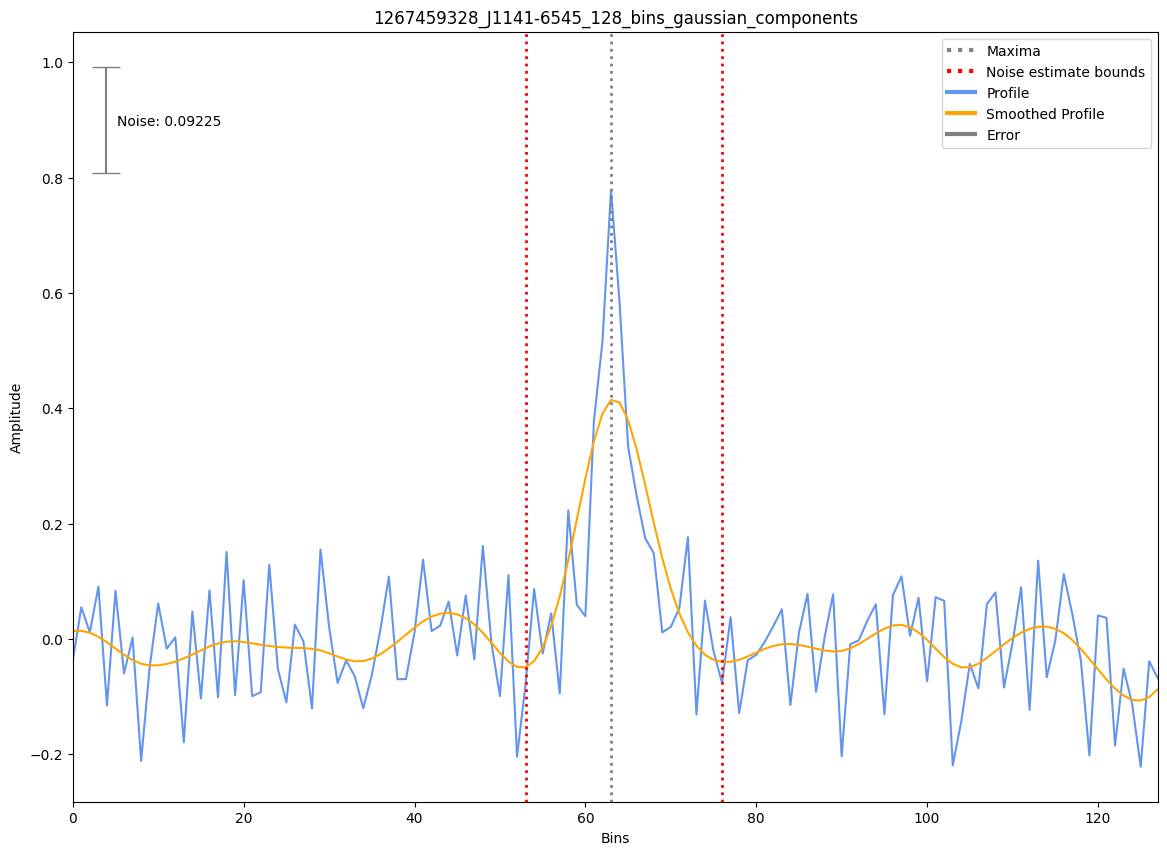 1267459328_J1141-6545_128_bins_gaussian_components
Maxima
Noise estimate bounds
Profile
Smoothed Profile
Error
Noise: 0.09225
Amplitude
1.0
0.8
0.6
0.4
0.2
0.0
−0.2
0 20 40 60 80 100 120
Bins